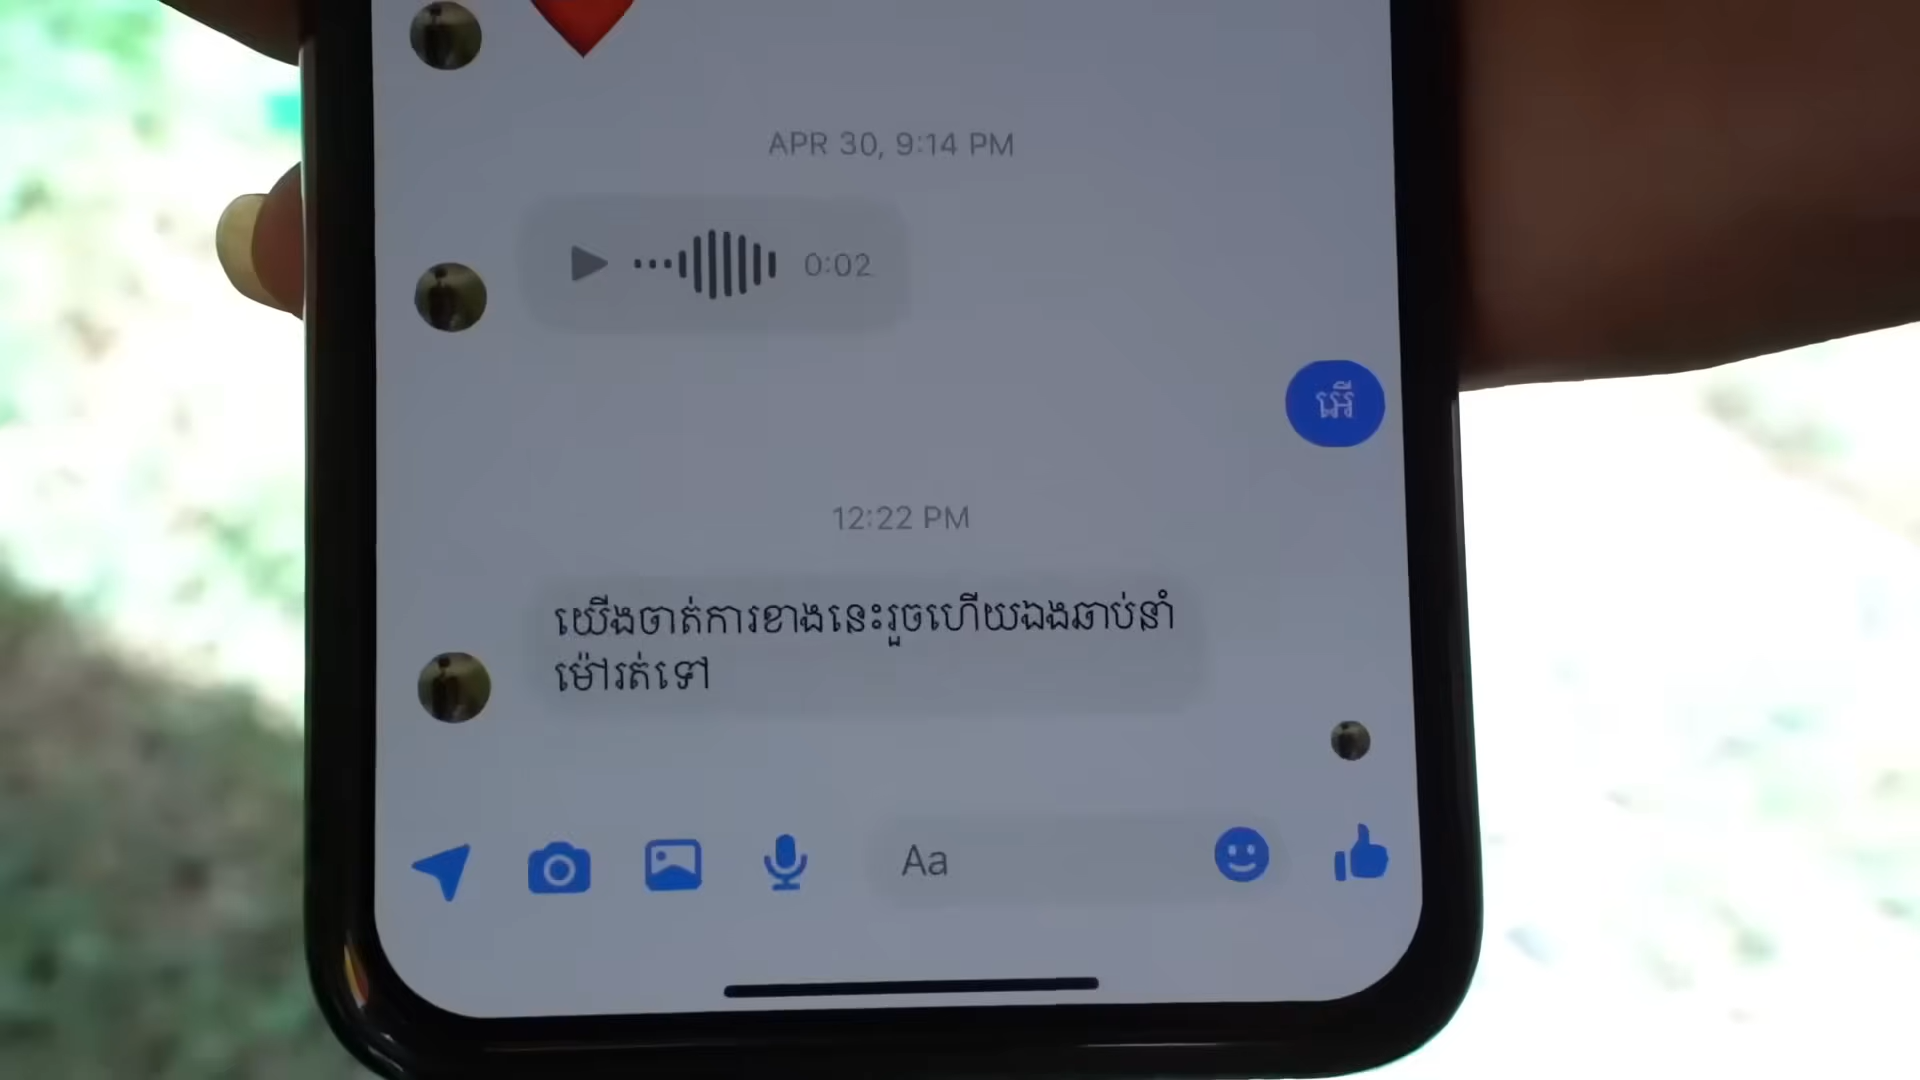 APR 30, 9:14 PM
0:02
អើ
12:22 PM
យើងចាត់ការខាងនេះរួចហើយឯងឆាប់នាំ
ម៉ៅរត់ទៅ
Aa